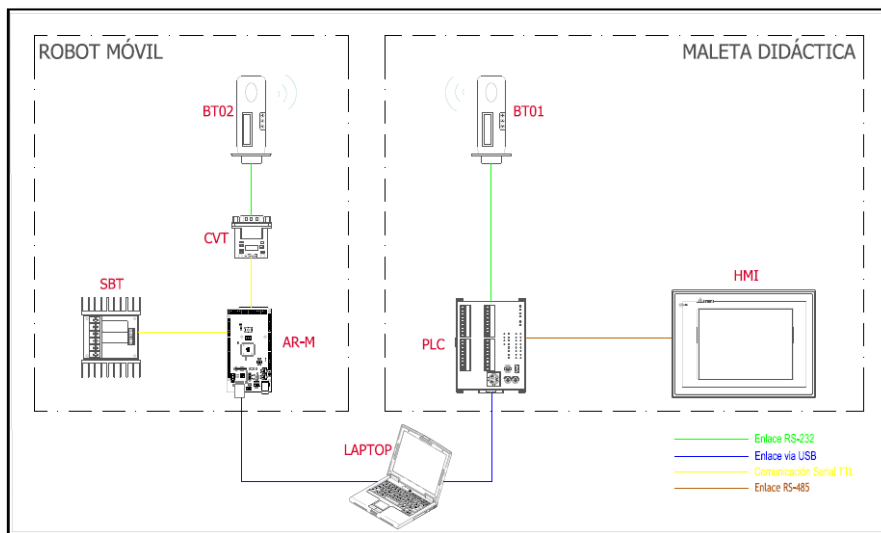 ROBOT MÓVIL
MALETA DIDÁCTICA
BT02
BT01
CVT
SBT
HMI
AR-M
PLC
LAPTOP
Enlace RS-232
Enlace via USB
Comunicación Serial TTL
Enlace RS-485